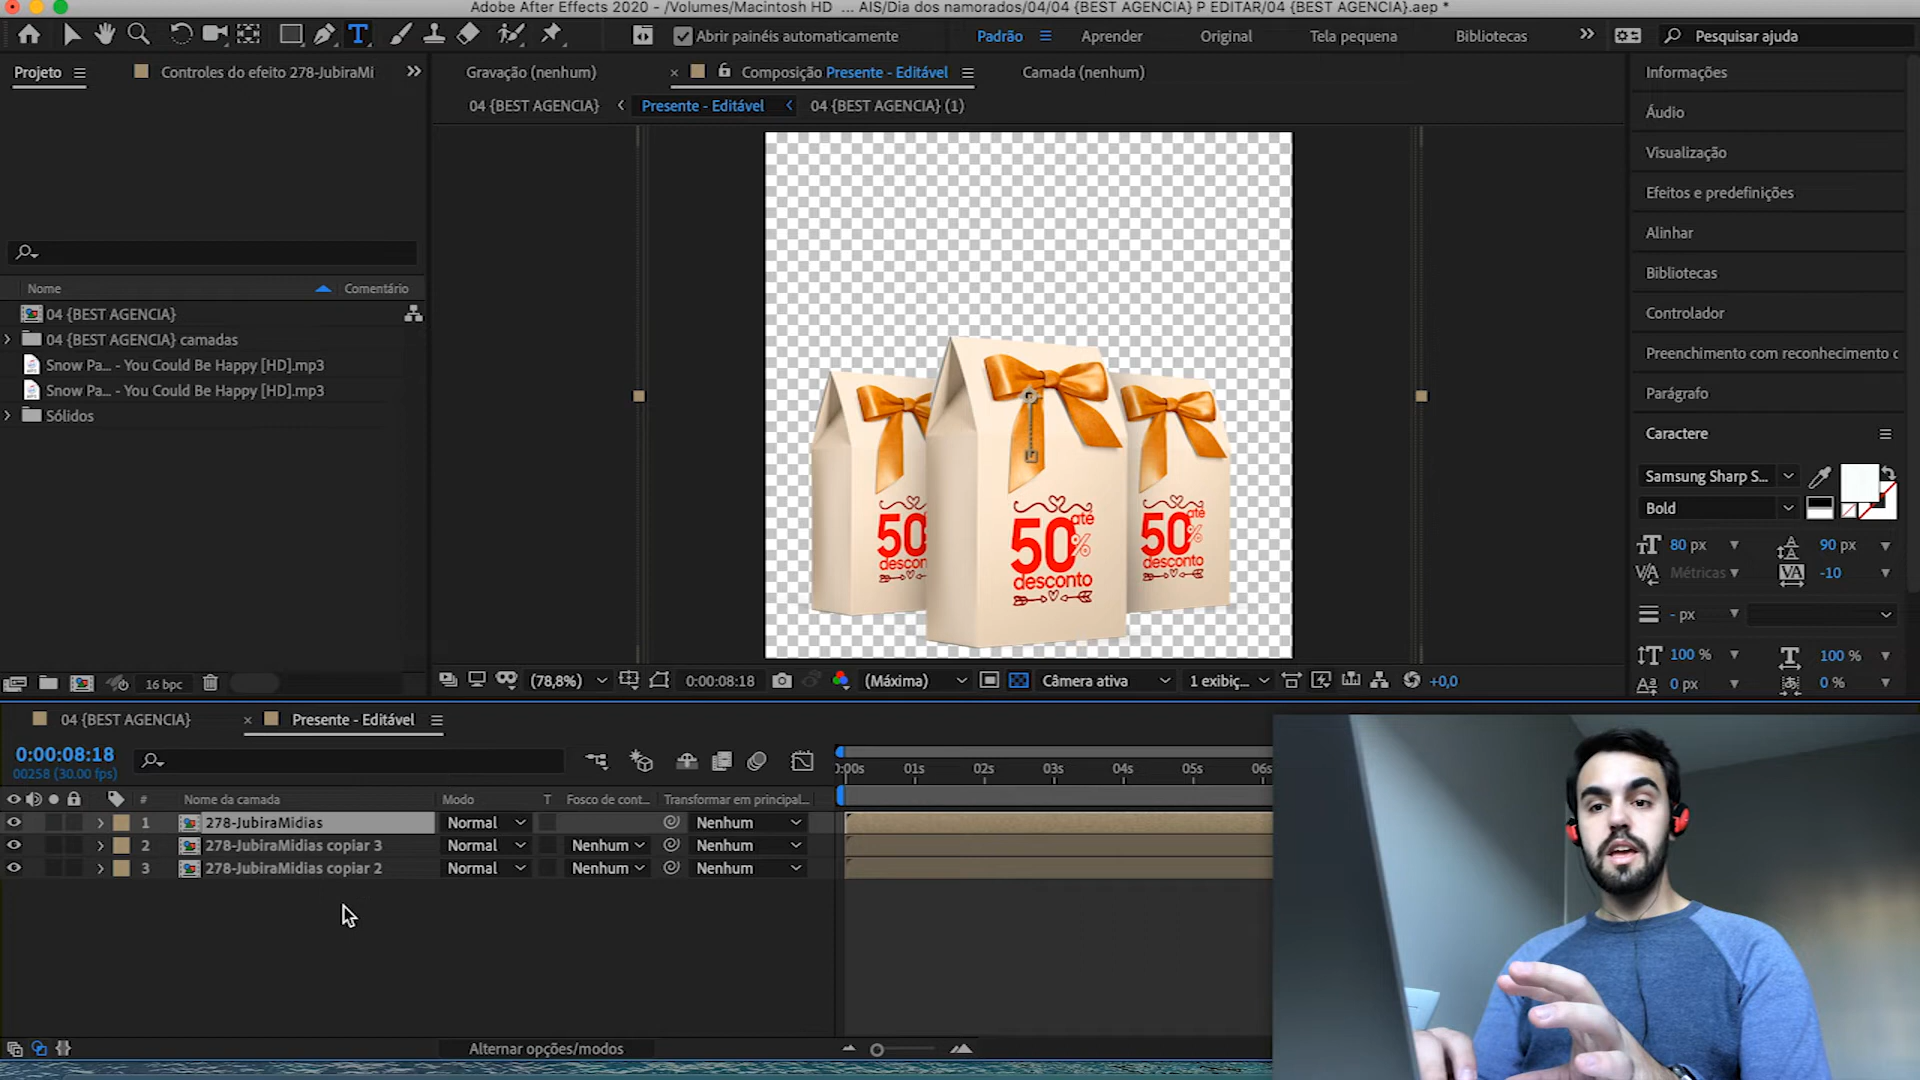 Adobe After Effects 2020 - /Volumes/Macintosh HD ... AIS/Dia dos namorados/04/04 {BEST AGENCIA} P EDITAR/04 {BEST AGENCIA}.aep *
T
Abrir painéis automaticamente
Padrão
Aprender
Original
Tela pequena
Bibliotecas
Pesquisar ajuda
Projeto
Controles do efeito 278-JubiraMi
Gravação (nenhum)
Composição Presente - Editável
Camada (nenhum)
04 {BEST AGENCIA}
Presente - Editável
04 {BEST AGENCIA} (1)
Nome
Comentário
04 {BEST AGENCIA}
04 {BEST AGENCIA} camadas
Snow Pa... - You Could Be Happy [HD].mp3
Snow Pa... - You Could Be Happy [HD].mp3
Sólidos
16 bpc
50
descon
até
50%
desconto
até
50%
desconto
(78,8%)
0:00:08:18
(Máxima)
Câmera ativa
1 exibiç...
+0,0
Informações
Áudio
Visualização
Efeitos e predefinições
Alinhar
Bibliotecas
Controlador
Preenchimento com reconhecimento c
Parágrafo
Caractere
Samsung Sharp S...
Bold
80 px
90 px
Métricas
-10
- px
100 %
100 %
0 px
0 %
04 {BEST AGENCIA}
Presente - Editável
0:00:08:18
00258 (30.00 fps)
0:00s 01s 02s 03s 04s 05s 06s
# Nome da camada Modo T Fosco de cont... Transformar em principal...
1 278-JubiraMidias Normal Nenhum
2 278-JubiraMidias copiar 3 Normal Nenhum Nenhum
3 278-JubiraMidias copiar 2 Normal Nenhum Nenhum
Alternar opções/modos